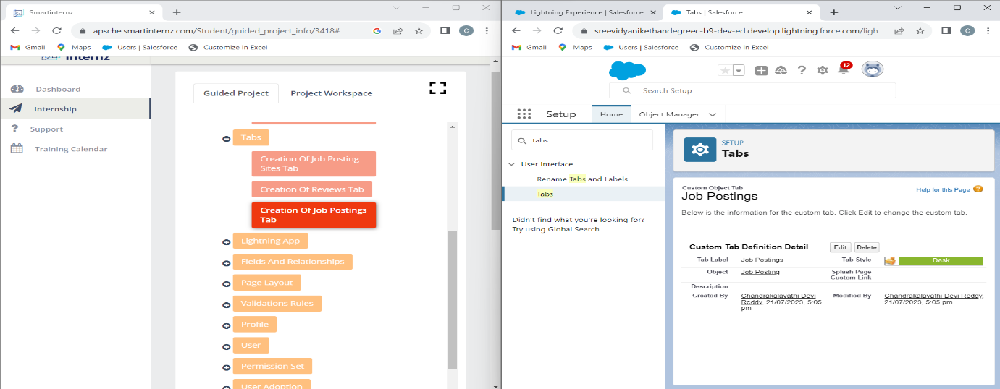 Smartinternz
apsche.smartinternz.com/Student/guided_project_info/3418#
Gmail Maps Users | Salesforce Customize in Excel
internz
Dashboard
Internship
Support
Training Calendar
Guided Project Project Workspace
Tabs
Creation Of Job Posting
Sites Tab
Creation Of Reviews Tab
Creation Of Job Postings
Tab
Lightning App
Fields And Relationships
Page Layout
Validations Rules
Profile
User
Permission Set
User Adoption
Lightning Experience | Salesforce Tabs | Salesforce
sreevidyanikethandegreec-b9-dev-ed.develop.lightning.force.com/ligh...
C
C
Gmail Maps Users | Salesforce Customize in Excel
12
Search Setup
Setup Home Object Manager
tabs
User Interface
Rename Tabs and Labels
Tabs
Didn't find what you're looking for?
Try using Global Search.
SETUP
Tabs
Custom Object Tab
Job Postings
Help for this Page
Below is the information for the custom tab. Click Edit to change the custom tab.
Custom Tab Definition Detail Edit Delete
Tab Label Job Postings Tab Style Desk
Object Job Posting Splash Page
Custom Link
Description
Created By Chandrakalavathi Devi
Reddy, 21/07/2023, 5:05
pm
Modified By Chandrakalavathi Devi Reddy,
21/07/2023, 5:05 pm